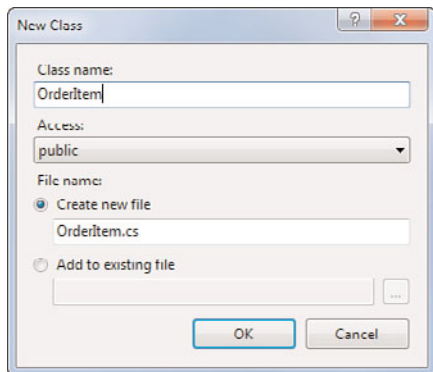 New Class
Class name:
OrderItem
Access:
public
File name:
Create new file
OrderItem.cs
Add to existing file
...
OK
Cancel